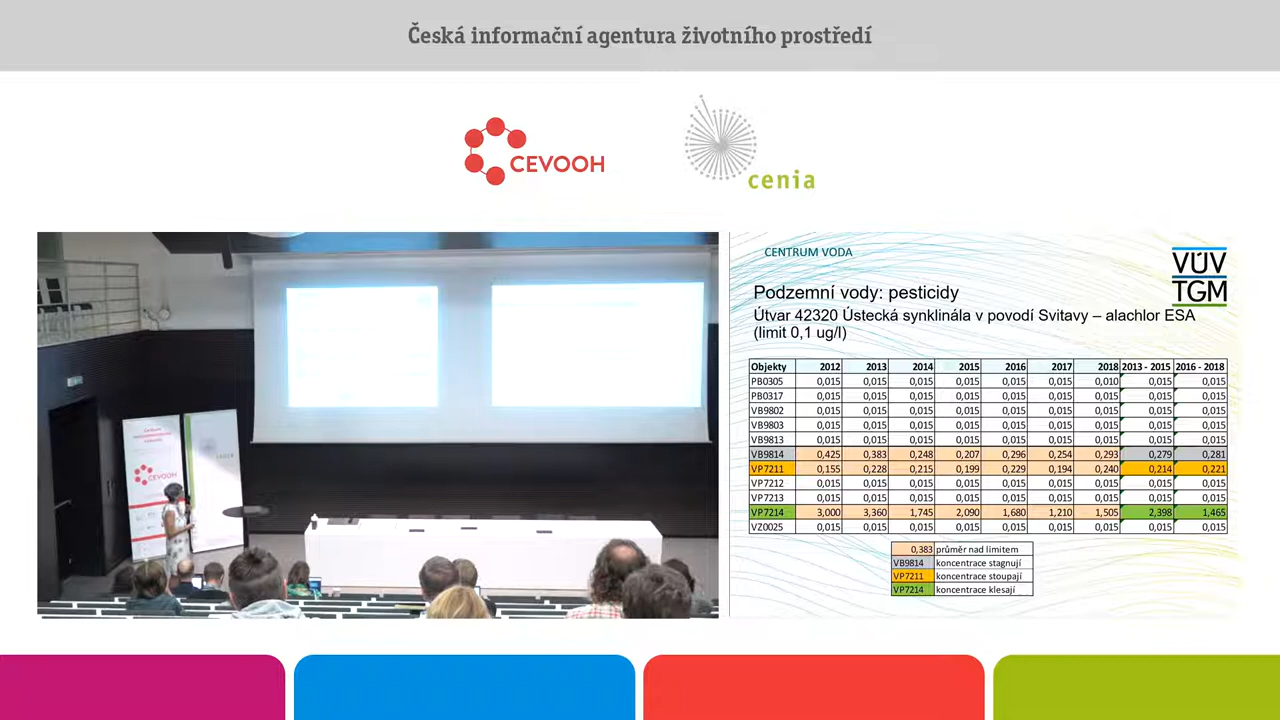 Česká informační agentura životního prostředí
CEVOOH
cenia
CEVOOH
CENTRUM VODA
VÚV
TGM
Podzemní vody: pesticidy
Útvar 42320 Ústecká synklinála v povodí Svitavy – alachlor ESA
(limit 0,1 ug/l)
Objekty 2012 2013 2014 2015 2016 2017 2018 2013 - 2015 2016 - 2018
PB0305 0,015 0,015 0,015 0,015 0,015 0,015 0,010 0,015 0,015
PB0317 0,015 0,015 0,015 0,015 0,015 0,015 0,015 0,015 0,015
VB9802 0,015 0,015 0,015 0,015 0,015 0,015 0,015 0,015 0,015
VB9803 0,015 0,015 0,015 0,015 0,015 0,015 0,015 0,015 0,015
VB9813 0,015 0,015 0,015 0,015 0,015 0,015 0,015 0,015 0,015
VB9814 0,425 0,383 0,248 0,207 0,296 0,254 0,293 0,279 0,281
VP7211 0,155 0,228 0,215 0,199 0,229 0,194 0,240 0,214 0,221
VP7212 0,015 0,015 0,015 0,015 0,015 0,015 0,015 0,015 0,015
VP7213 0,015 0,015 0,015 0,015 0,015 0,015 0,015 0,015 0,015
VP7214 3,000 3,360 1,745 2,090 1,680 1,210 1,505 2,398 1,465
VZ0025 0,015 0,015 0,015 0,015 0,015 0,015 0,015 0,015 0,015
0,383 průměr nad límitem
VB9814 koncentrace stagnují
VP7211 koncentrace stoupají
VP7214 koncentrace klesají